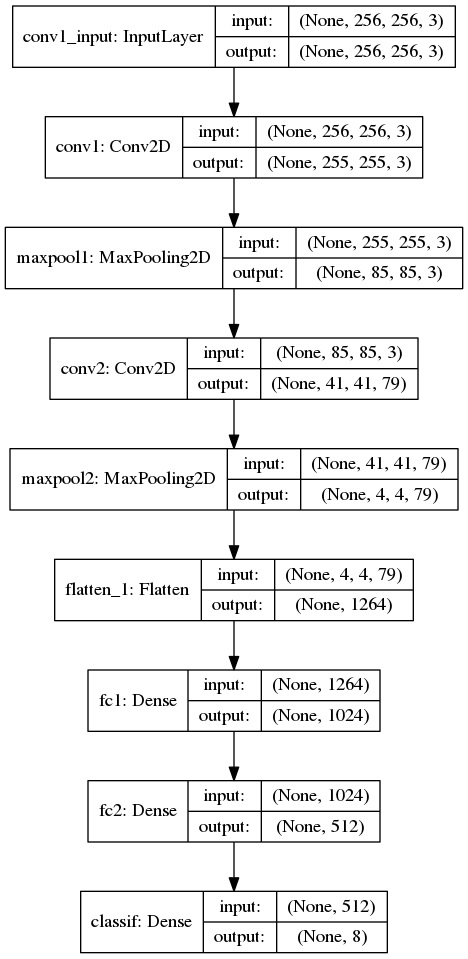 conv1_input: InputLayer
input: (None, 256, 256, 3)
output: (None, 256, 256, 3)
conv1: Conv2D
input: (None, 256, 256, 3)
output: (None, 255, 255, 3)
maxpool1: MaxPooling2D
input: (None, 255, 255, 3)
output: (None, 85, 85, 3)
conv2: Conv2D
input: (None, 85, 85, 3)
output: (None, 41, 41, 79)
maxpool2: MaxPooling2D
input: (None, 41, 41, 79)
output: (None, 4, 4, 79)
flatten_1: Flatten
input: (None, 4, 4, 79)
output: (None, 1264)
fc1: Dense
input: (None, 1264)
output: (None, 1024)
fc2: Dense
input: (None, 1024)
output: (None, 512)
classif: Dense
input: (None, 512)
output: (None, 8)